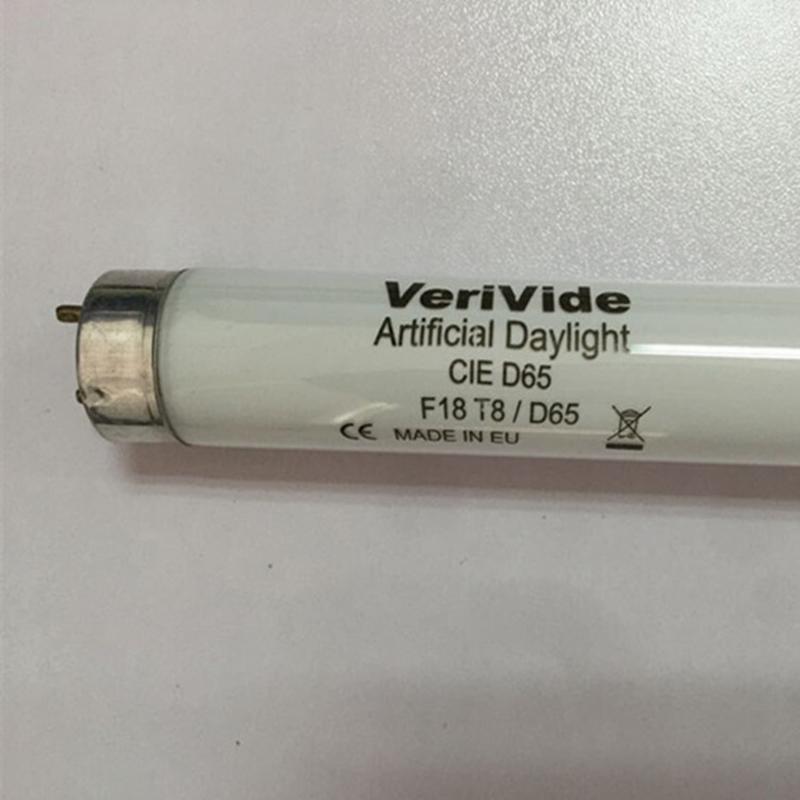 VeriVide
Artificial Daylight
CIE D65
F18 T8 / D65
CE MADE IN EU